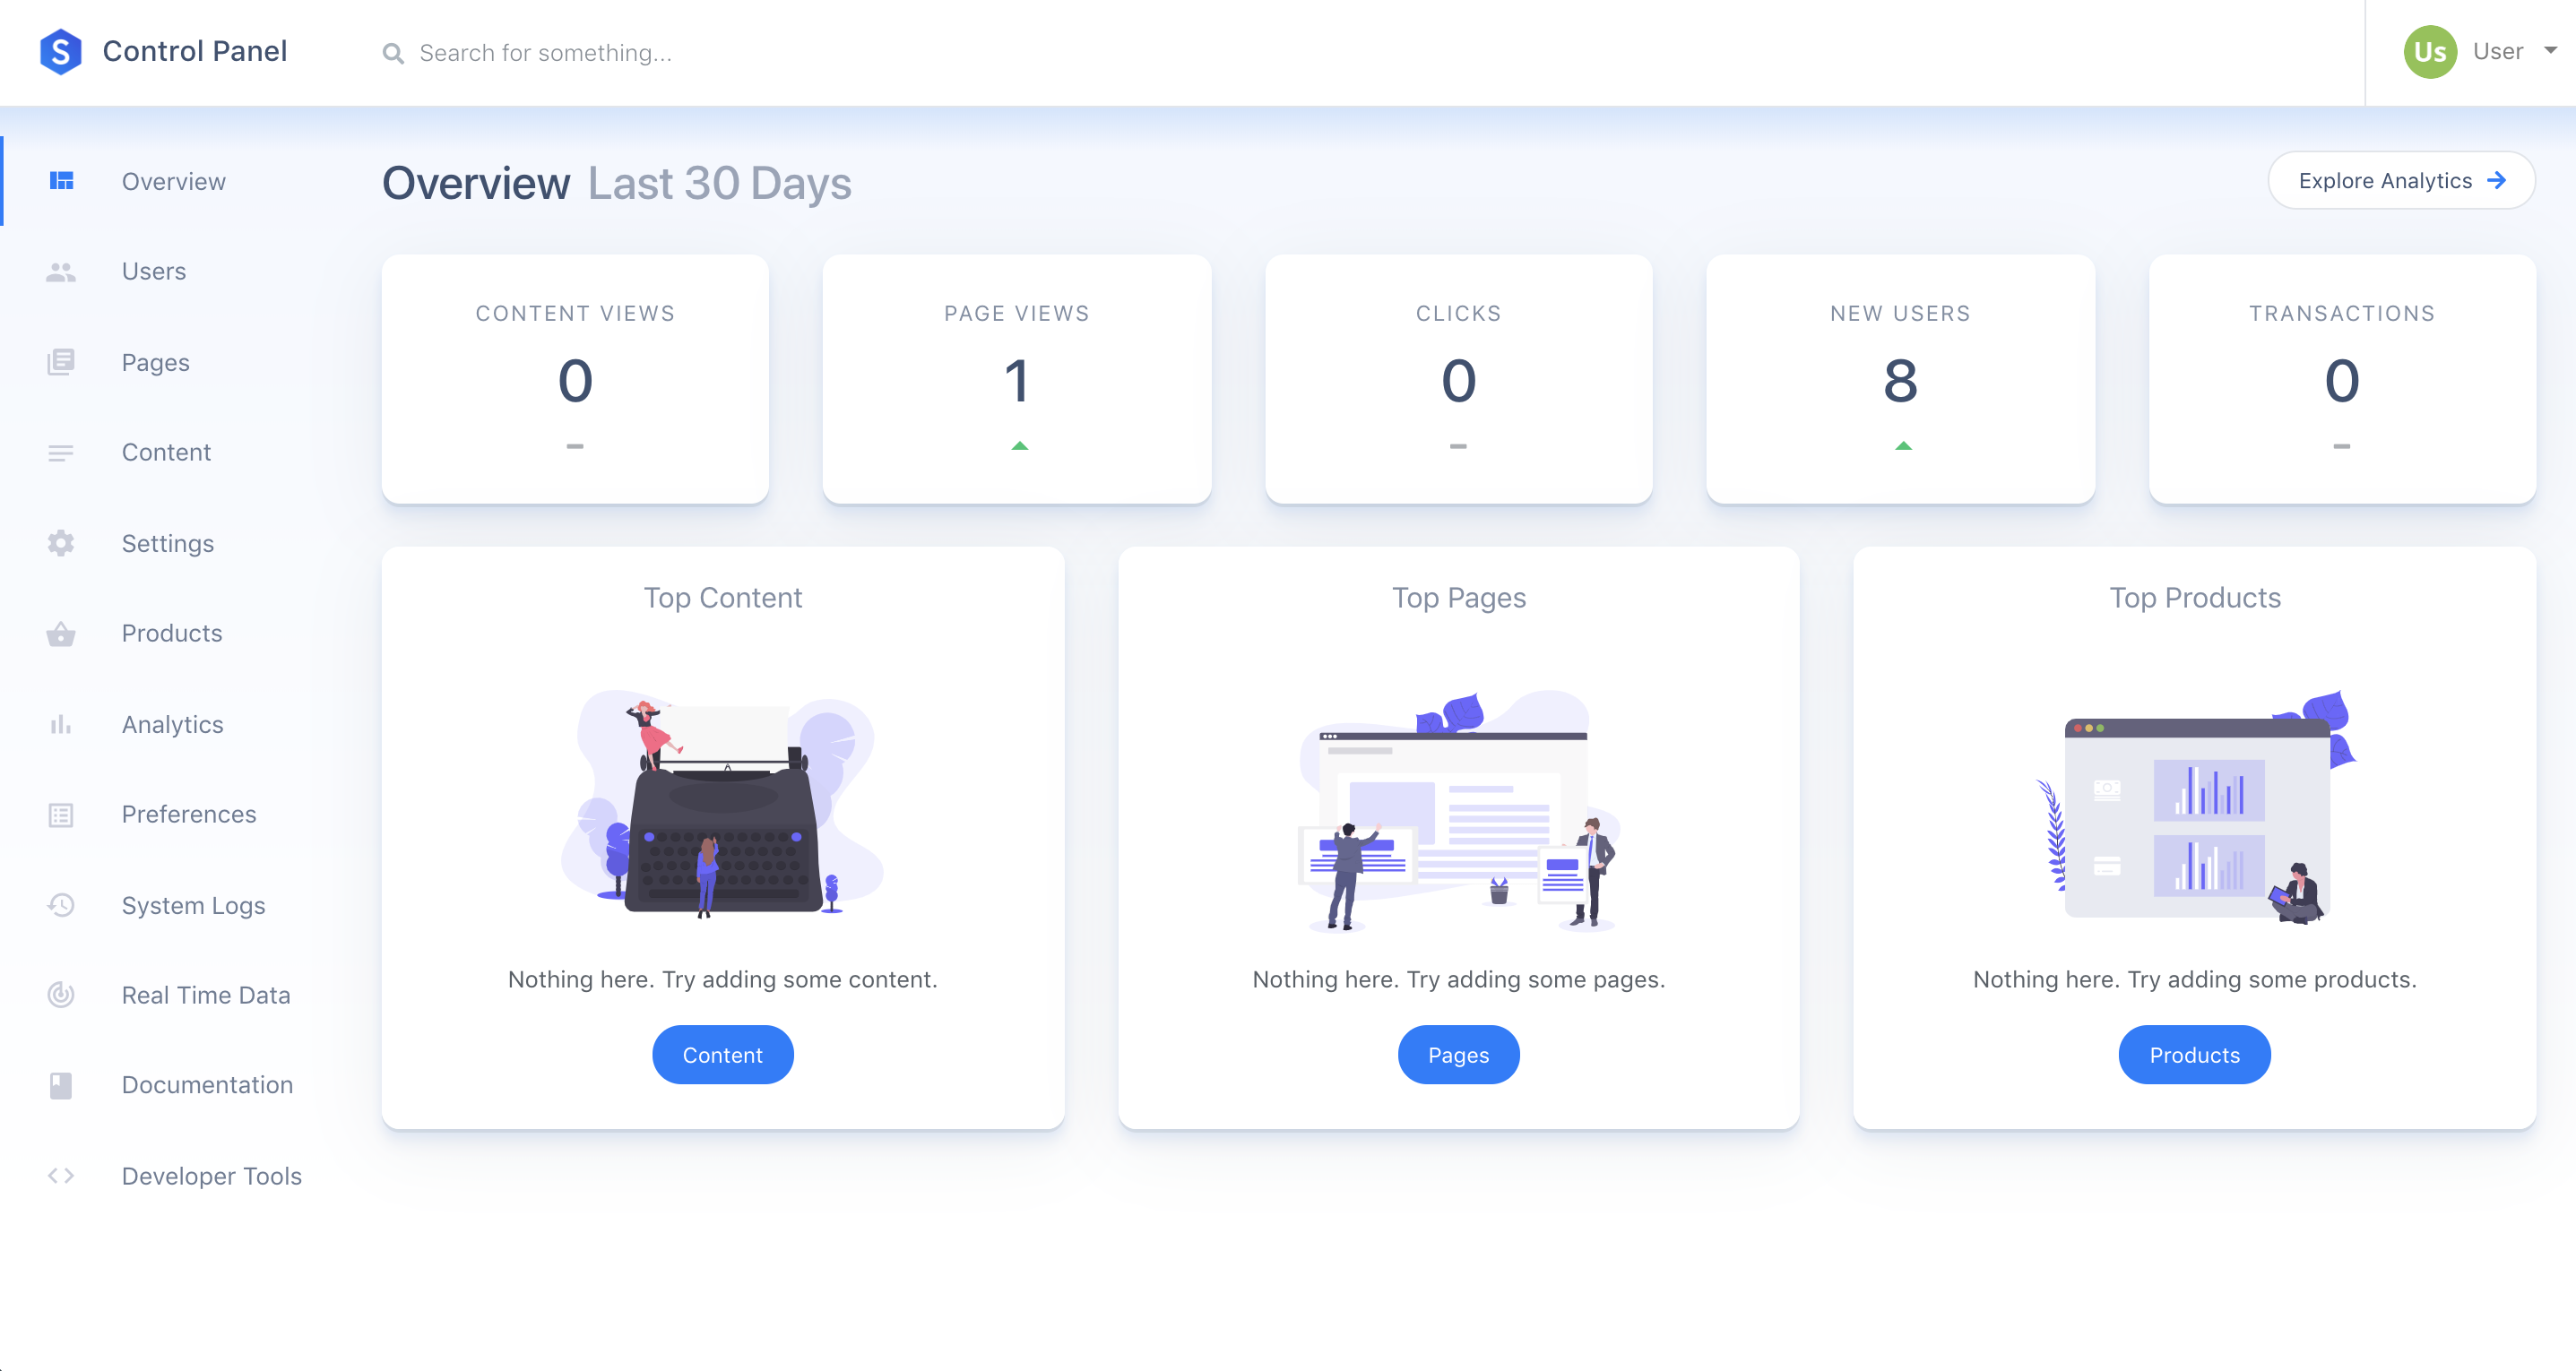 S Control Panel
Search for something...
Us User
Overview
Users
Pages
Content
Settings
Products
Analytics
Preferences
System Logs
Real Time Data
Documentation
Developer Tools
Overview Last 30 Days
Explore Analytics
CONTENT VIEWS
0
PAGE VIEWS
1
CLICKS
0
NEW USERS
8
TRANSACTIONS
0
Top Content
Nothing here. Try adding some content.
Content
Top Pages
Nothing here. Try adding some pages.
Pages
Top Products
Nothing here. Try adding some products.
Products